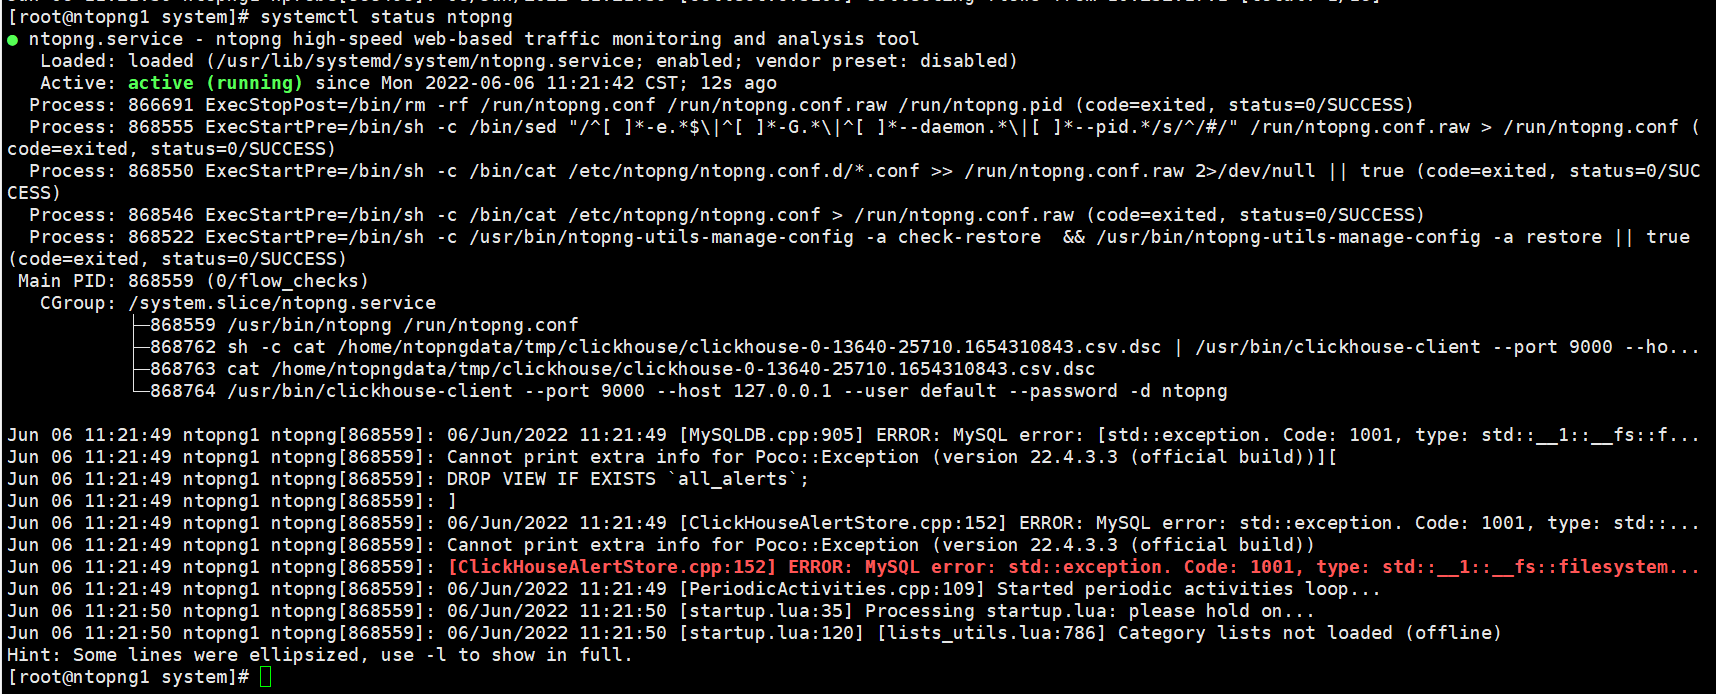 [root@ntopng1 system]# systemctl status ntopng
● ntopng.service - ntopng high-speed web-based traffic monitoring and analysis tool
   Loaded: loaded (/usr/lib/systemd/system/ntopng.service; enabled; vendor preset: disabled)
   Active: active (running) since Mon 2022-06-06 11:21:42 CST; 12s ago
  Process: 866691 ExecStopPost=/bin/rm -rf /run/ntopng.conf /run/ntopng.conf.raw /run/ntopng.pid (code=exited, status=0/SUCCESS)
  Process: 868555 ExecStartPre=/bin/sh -c /bin/sed "/^[ ]*-e.*$\|^[ ]*-G.*\|^[ ]*--daemon.*\|[ ]*--pid.*/s/^/#/" /run/ntopng.conf.raw > /run/ntopng.conf (
code=exited, status=0/SUCCESS)
  Process: 868550 ExecStartPre=/bin/sh -c /bin/cat /etc/ntopng/ntopng.conf.d/*.conf >> /run/ntopng.conf.raw 2>/dev/null || true (code=exited, status=0/SUC
CESS)
  Process: 868546 ExecStartPre=/bin/sh -c /bin/cat /etc/ntopng/ntopng.conf > /run/ntopng.conf.raw (code=exited, status=0/SUCCESS)
  Process: 868522 ExecStartPre=/bin/sh -c /usr/bin/ntopng-utils-manage-config -a check-restore  && /usr/bin/ntopng-utils-manage-config -a restore || true
(code=exited, status=0/SUCCESS)
 Main PID: 868559 (0/flow_checks)
   CGroup: /system.slice/ntopng.service
           ├─868559 /usr/bin/ntopng /run/ntopng.conf
           ├─868762 sh -c cat /home/ntopngdata/tmp/clickhouse/clickhouse-0-13640-25710.1654310843.csv.dsc | /usr/bin/clickhouse-client --port 9000 --ho...
           ├─868763 cat /home/ntopngdata/tmp/clickhouse/clickhouse-0-13640-25710.1654310843.csv.dsc
           └─868764 /usr/bin/clickhouse-client --port 9000 --host 127.0.0.1 --user default --password -d ntopng
Jun 06 11:21:49 ntopng1 ntopng[868559]: 06/Jun/2022 11:21:49 [MySQLDB.cpp:905] ERROR: MySQL error: [std::exception. Code: 1001, type: std::__1::__fs::f...
Jun 06 11:21:49 ntopng1 ntopng[868559]: Cannot print extra info for Poco::Exception (version 22.4.3.3 (official build))][
Jun 06 11:21:49 ntopng1 ntopng[868559]: DROP VIEW IF EXISTS `all_alerts`;
Jun 06 11:21:49 ntopng1 ntopng[868559]: ]
Jun 06 11:21:49 ntopng1 ntopng[868559]: 06/Jun/2022 11:21:49 [ClickHouseAlertStore.cpp:152] ERROR: MySQL error: std::exception. Code: 1001, type: std::...
Jun 06 11:21:49 ntopng1 ntopng[868559]: Cannot print extra info for Poco::Exception (version 22.4.3.3 (official build))
Jun 06 11:21:49 ntopng1 ntopng[868559]: [ClickHouseAlertStore.cpp:152] ERROR: MySQL error: std::exception. Code: 1001, type: std::__1::__fs::filesystem...
Jun 06 11:21:49 ntopng1 ntopng[868559]: 06/Jun/2022 11:21:49 [PeriodicActivities.cpp:109] Started periodic activities loop...
Jun 06 11:21:50 ntopng1 ntopng[868559]: 06/Jun/2022 11:21:50 [startup.lua:35] Processing startup.lua: please hold on...
Jun 06 11:21:50 ntopng1 ntopng[868559]: 06/Jun/2022 11:21:50 [startup.lua:120] [lists_utils.lua:786] Category lists not loaded (offline)
Hint: Some lines were ellipsized, use -l to show in full.
[root@ntopng1 system]#